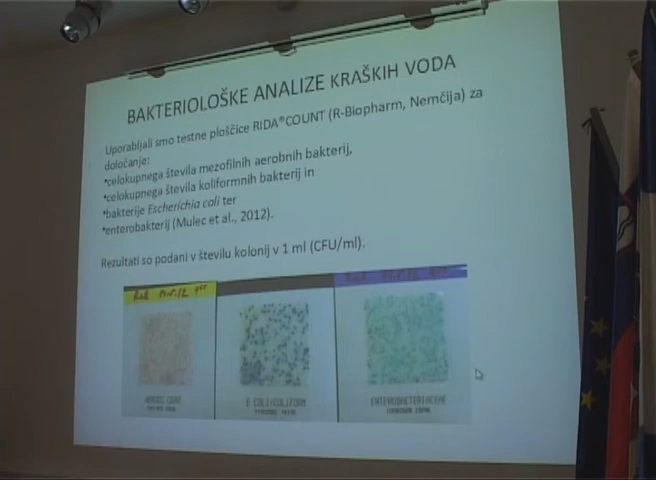 BAKTERIOLOŠKE ANALIZE KRAŠKIH VODA
Uporabljali smo testne ploščice RIDA®COUNT (R-Biopharm, Nemčija) za
določanje:
•celokupnega števila mezofilnih aerobnih bakterij,
•celokupnega števila koliformnih bakterij in
•bakterije Escherichia coli ter
•enterobakterij (Mulec et al., 2012).
Rezultati so podani v številu kolonij v 1 ml (CFU/ml).
E. COLI/COLIFORM
ENTEROBACTERIACEAE